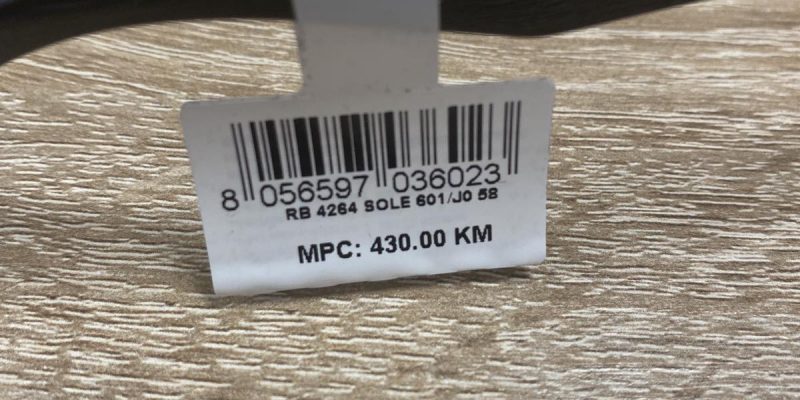 8 056597 036023
RB 4264 SOLE 601/J0 58
MPC: 430.00 KM